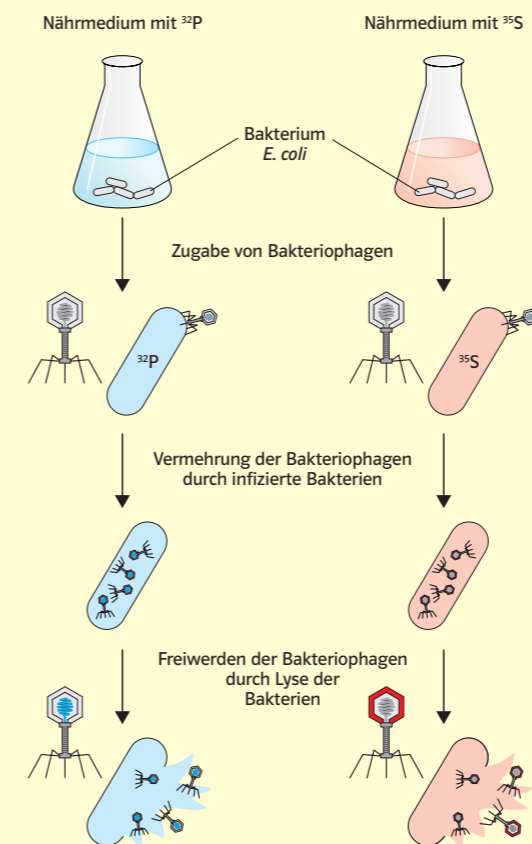 Nährmedium mit ³²P
Nährmedium mit ³⁵S
Bakterium
E. coli
Zugabe von Bakteriophagen
³²P
³⁵S
Vermehrung der Bakteriophagen
durch infizierte Bakterien
Freiwerden der Bakteriophagen
durch Lyse der
Bakterien